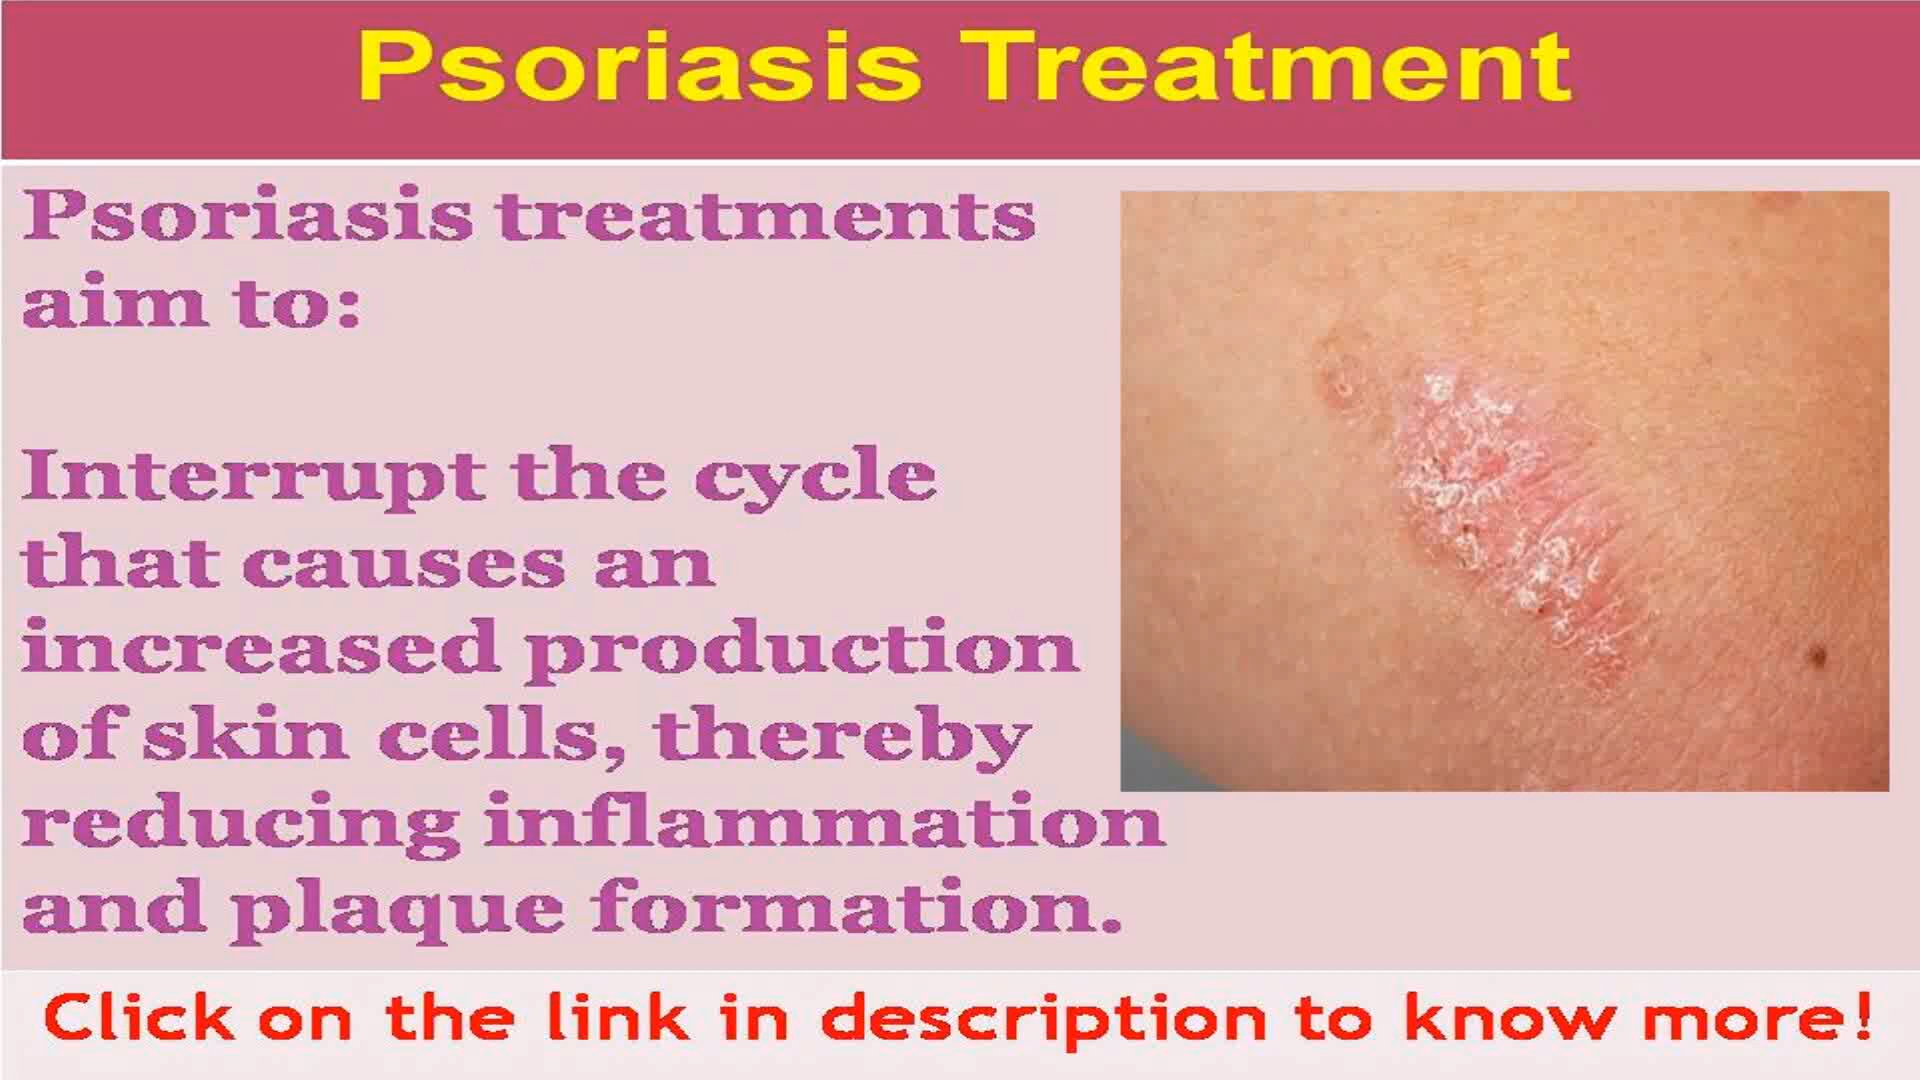 Psoriasis Treatment
Psoriasis treatments
aim to:
Interrupt the cycle
that causes an
increased production
of skin cells, thereby
reducing inflammation
and plaque formation.
Click on the link in description to know more!